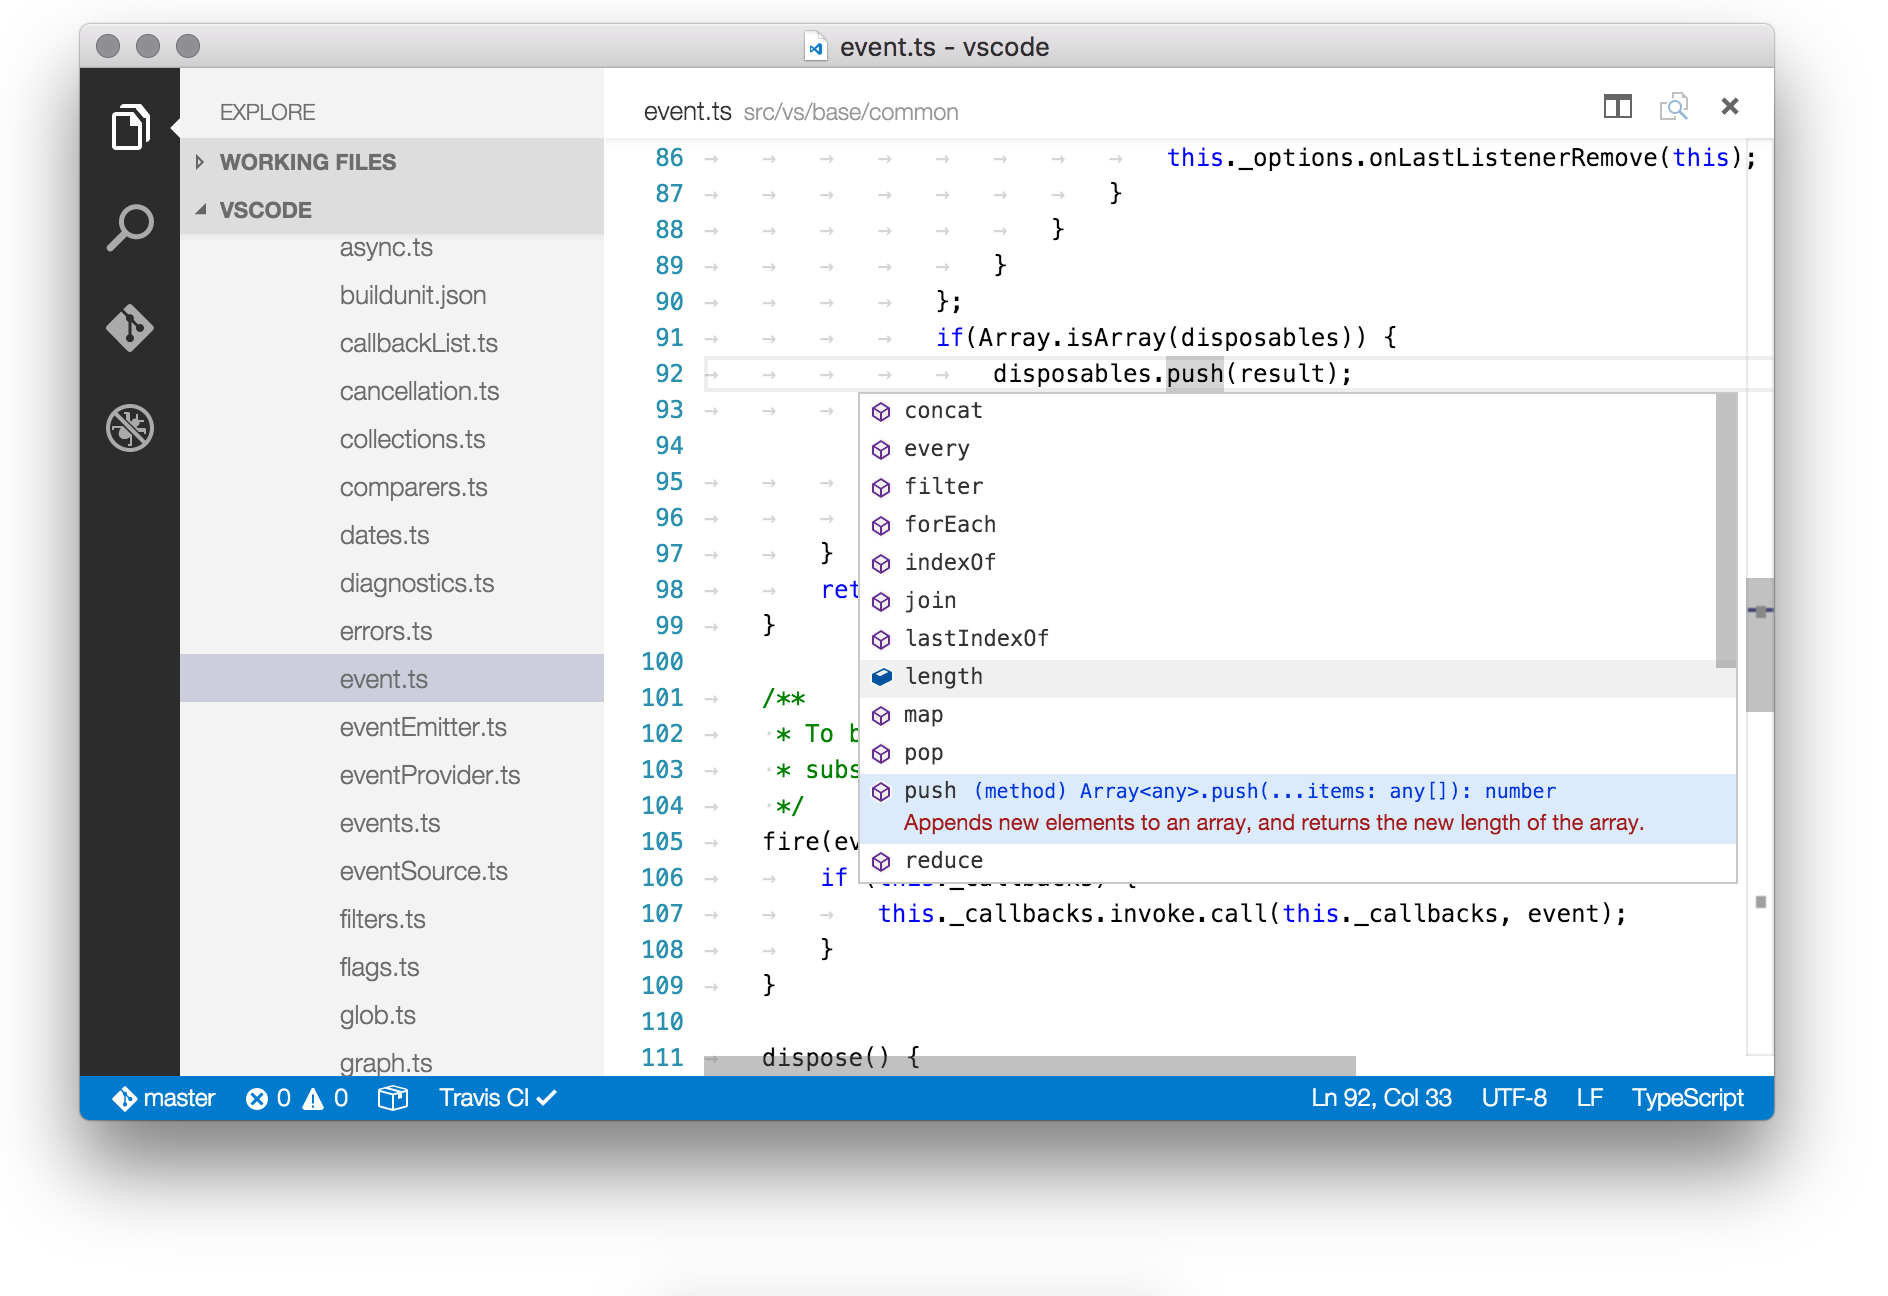 event.ts - vscode
EXPLORE
WORKING FILES
VSCODE
async.ts
buildunit.json
callbackList.ts
cancellation.ts
collections.ts
comparers.ts
dates.ts
diagnostics.ts
errors.ts
event.ts
eventEmitter.ts
eventProvider.ts
events.ts
eventSource.ts
filters.ts
flags.ts
glob.ts
graph.ts
event.ts src/vs/base/common
86 this._options.onLastListenerRemove(this);
87 }
88 }
89 }
90 };
91 if(Array.isArray(disposables)) {
92 disposables.push(result);
93
94
95
96
97 }
98 ret
99 }
100
101 /**
102 * To b
103 * subs
104 */
105 fire(ev
106 if (this._callbacks) {
107 this._callbacks.invoke.call(this._callbacks, event);
108 }
109 }
110
111 dispose() {
concat
every
filter
forEach
indexOf
join
lastIndexOf
length
map
pop
push (method) Array<any>.push(...items: any[]): number
Appends new elements to an array, and returns the new length of the array.
reduce
master 0 0 Travis CI Ln 92, Col 33 UTF-8 LF TypeScript